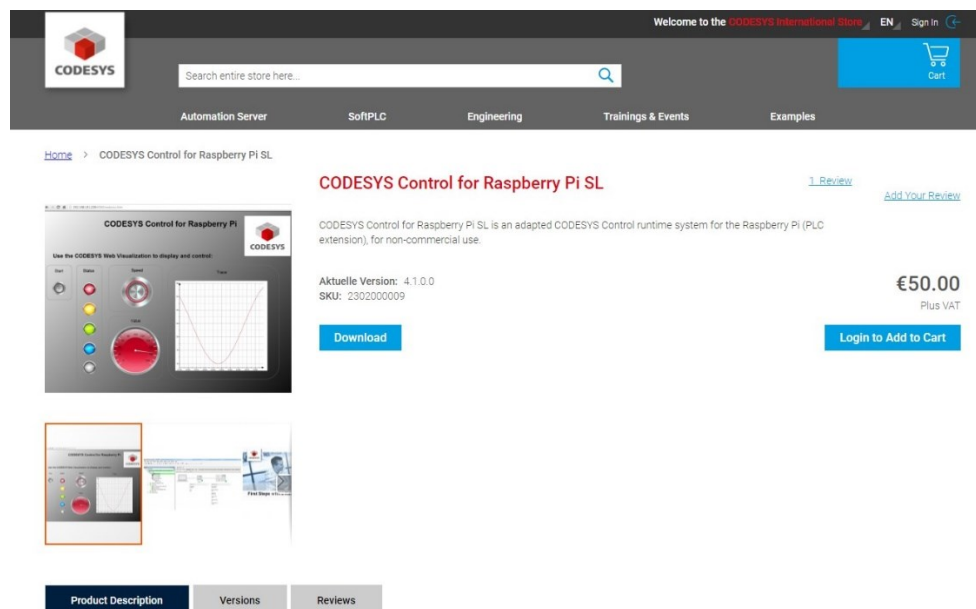 Welcome to the CODESYS International Store EN Sign In
CODESYS
Search entire store here...
Cart
Automation Server SoftPLC Engineering Trainings & Events Examples
Home > CODESYS Control for Raspberry Pi SL
CODESYS Control for Raspberry Pi SL
1 Review
Add Your Review
CODESYS Control for Raspberry Pi SL is an adapted CODESYS Control runtime system for the Raspberry Pi (PLC
extension), for non-commercial use.
Aktuelle Version: 4.1.0.0
SKU: 2302000009
€50.00
Plus VAT
Download
Login to Add to Cart
CODESYS Control for Raspberry Pi
CODESYS
Use the CODESYS Web Visualization to display and control:
Start Status Speed Trace
First Steps
Product Description Versions Reviews